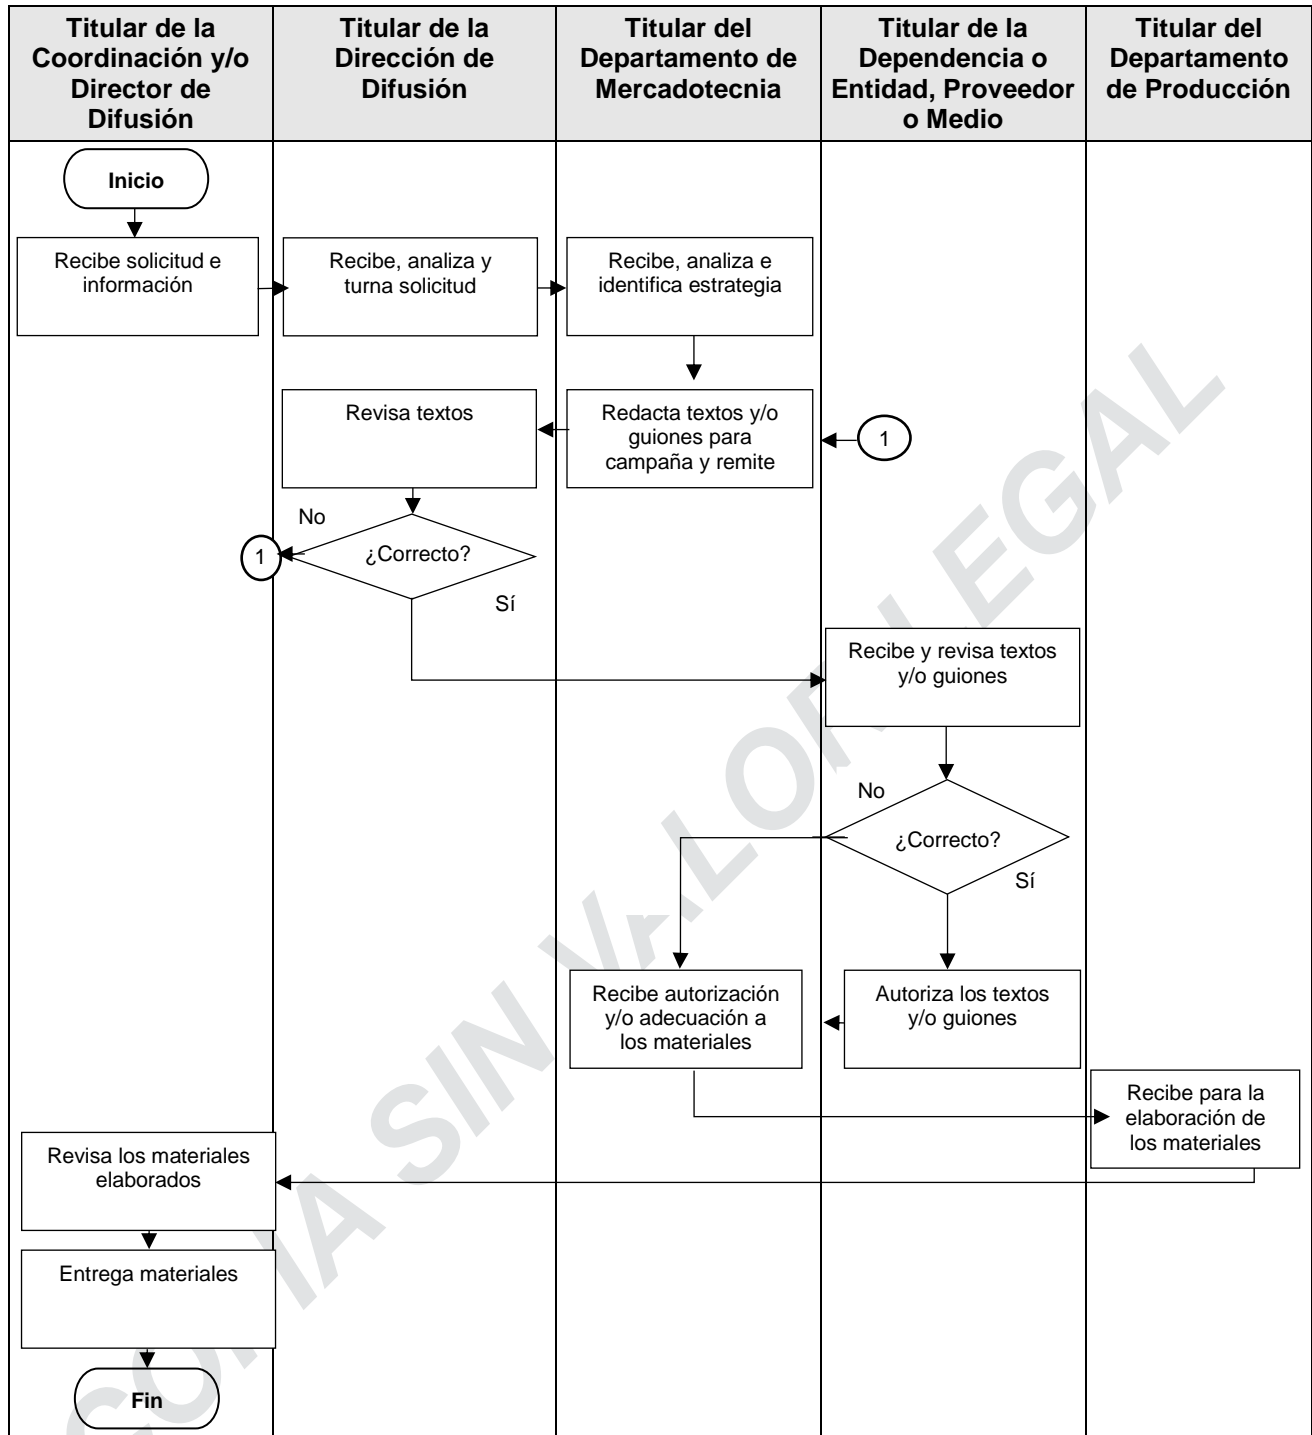 Titular de la
Coordinación y/o
Director de
Difusión
Titular de la
Dirección de
Difusión
Titular del
Departamento de
Mercadotecnia
Titular de la
Dependencia o
Entidad, Proveedor
o Medio
Titular del
Departamento
de Producción
Inicio
Recibe solicitud e
información
Recibe, analiza y
turna solicitud
Recibe, analiza e
identifica estrategia
Revisa textos
Redacta textos y/o
guiones para
campaña y remite
1
No
1
¿Correcto?
Sí
Recibe y revisa textos
y/o guiones
No
¿Correcto?
Sí
Recibe autorización
y/o adecuación a
los materiales
Autoriza los textos
y/o guiones
Recibe para la
elaboración de
los materiales
Revisa los materiales
elaborados
Entrega materiales
Fin
COPIA SIN VALOR LEGAL